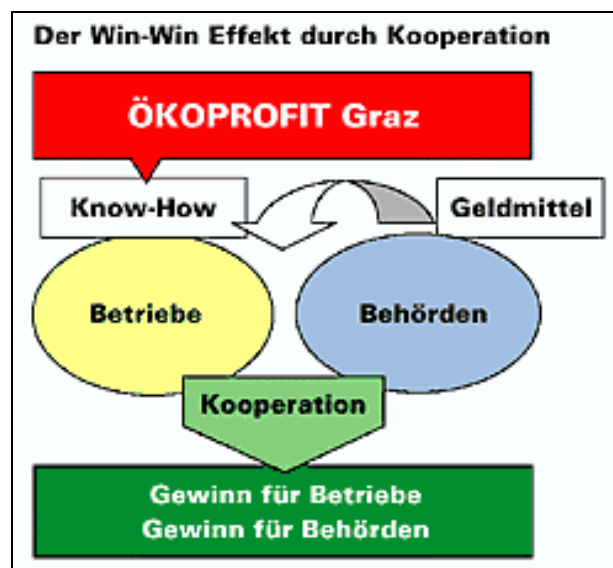 Der Win-Win Effekt durch Kooperation
ÖKOPROFIT Graz
Know-How
Geldmittel
Betriebe
Behörden
Kooperation
Gewinn für Betriebe
Gewinn für Behörden